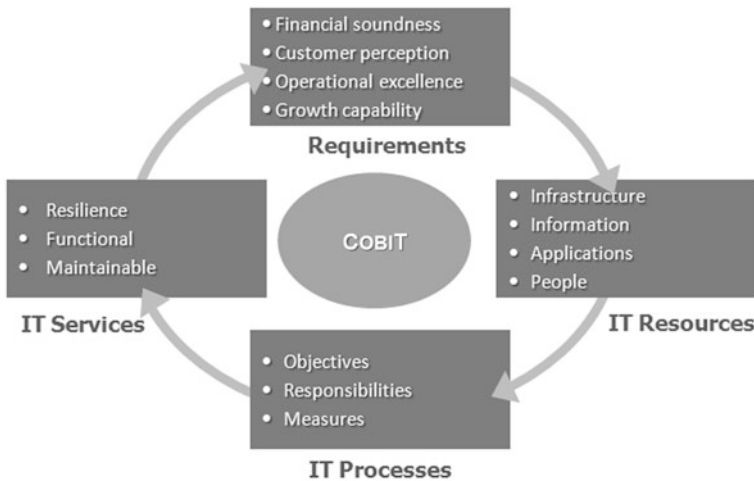 • Financial soundness
• Customer perception
• Operational excellence
• Growth capability
Requirements
• Resilience
• Functional
• Maintainable
IT Services
COBIT
• Infrastructure
• Information
• Applications
• People
IT Resources
• Objectives
• Responsibilities
• Measures
IT Processes